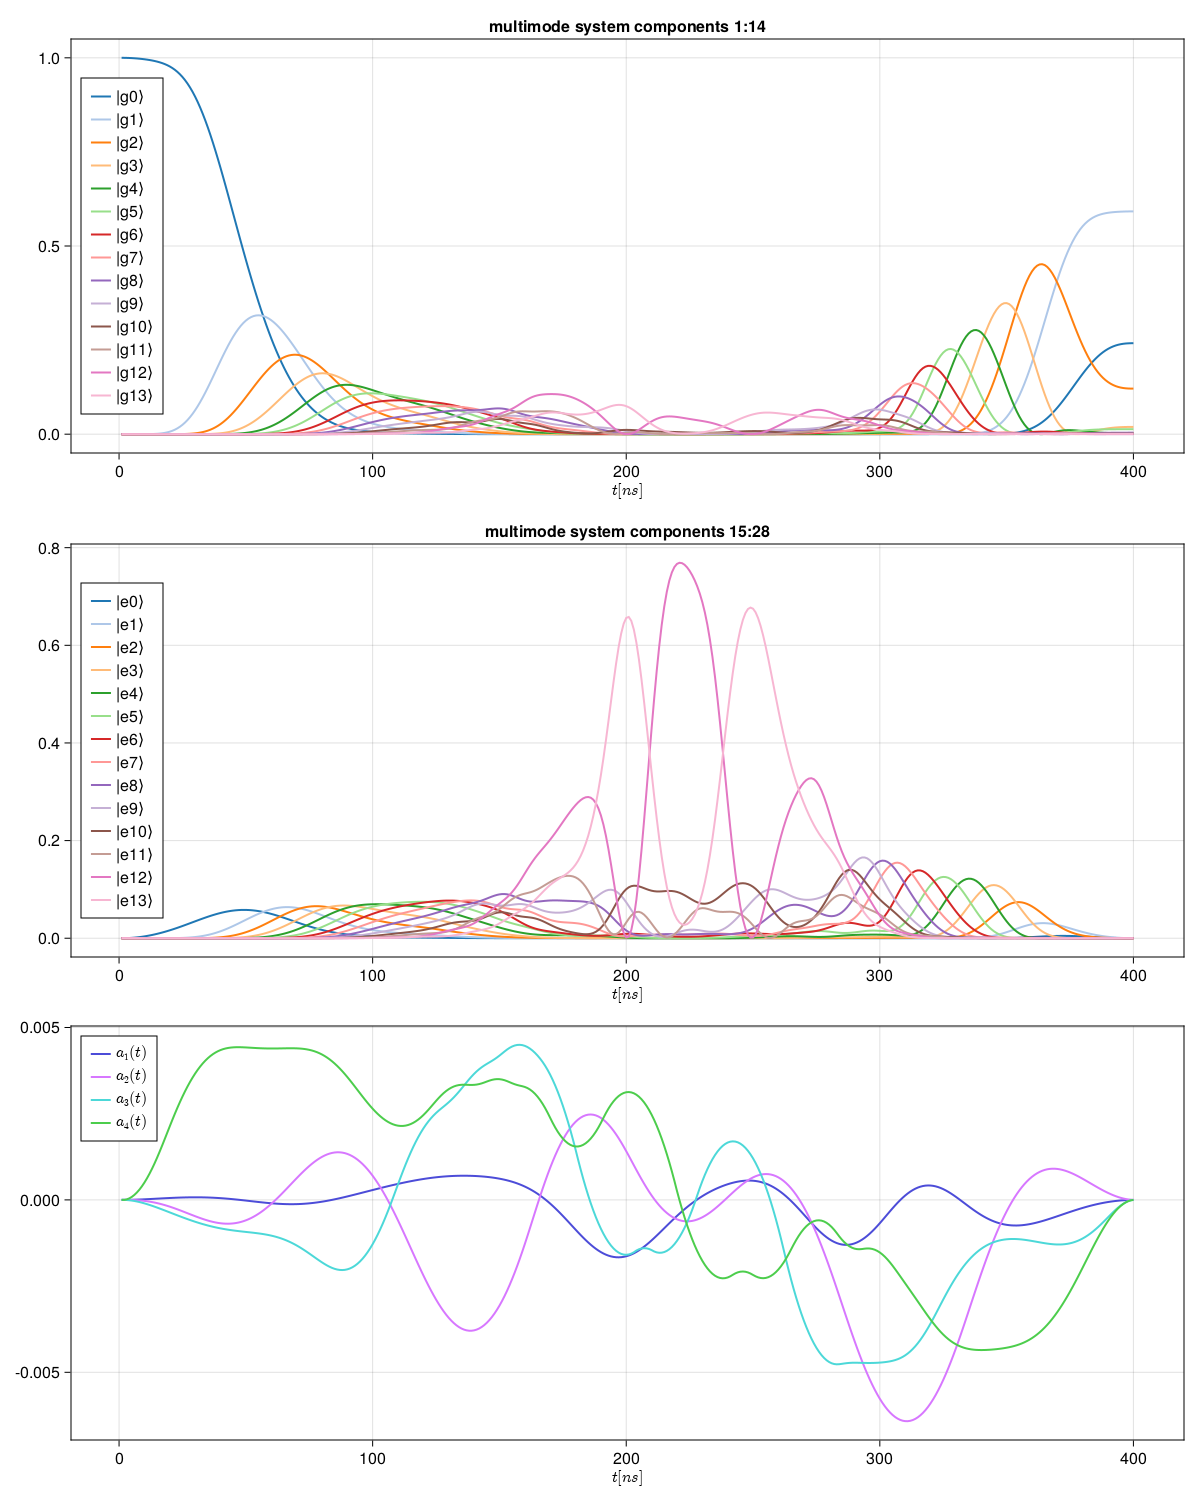 multimode system components 1:14
1.0
0.5
0.0
|g0⟩
|g1⟩
|g2⟩
|g3⟩
|g4⟩
|g5⟩
|g6⟩
|g7⟩
|g8⟩
|g9⟩
|g10⟩
|g11⟩
|g12⟩
|g13⟩
0 100 200 300 400
t[ns]
multimode system components 15:28
0.8
0.6
0.4
0.2
0.0
|e0⟩
|e1⟩
|e2⟩
|e3⟩
|e4⟩
|e5⟩
|e6⟩
|e7⟩
|e8⟩
|e9⟩
|e10⟩
|e11⟩
|e12⟩
|e13⟩
0 100 200 300 400
t[ns]
0.005
0.000
-0.005
a₁(t)
a₂(t)
a₃(t)
a₄(t)
0 100 200 300 400
t[ns]